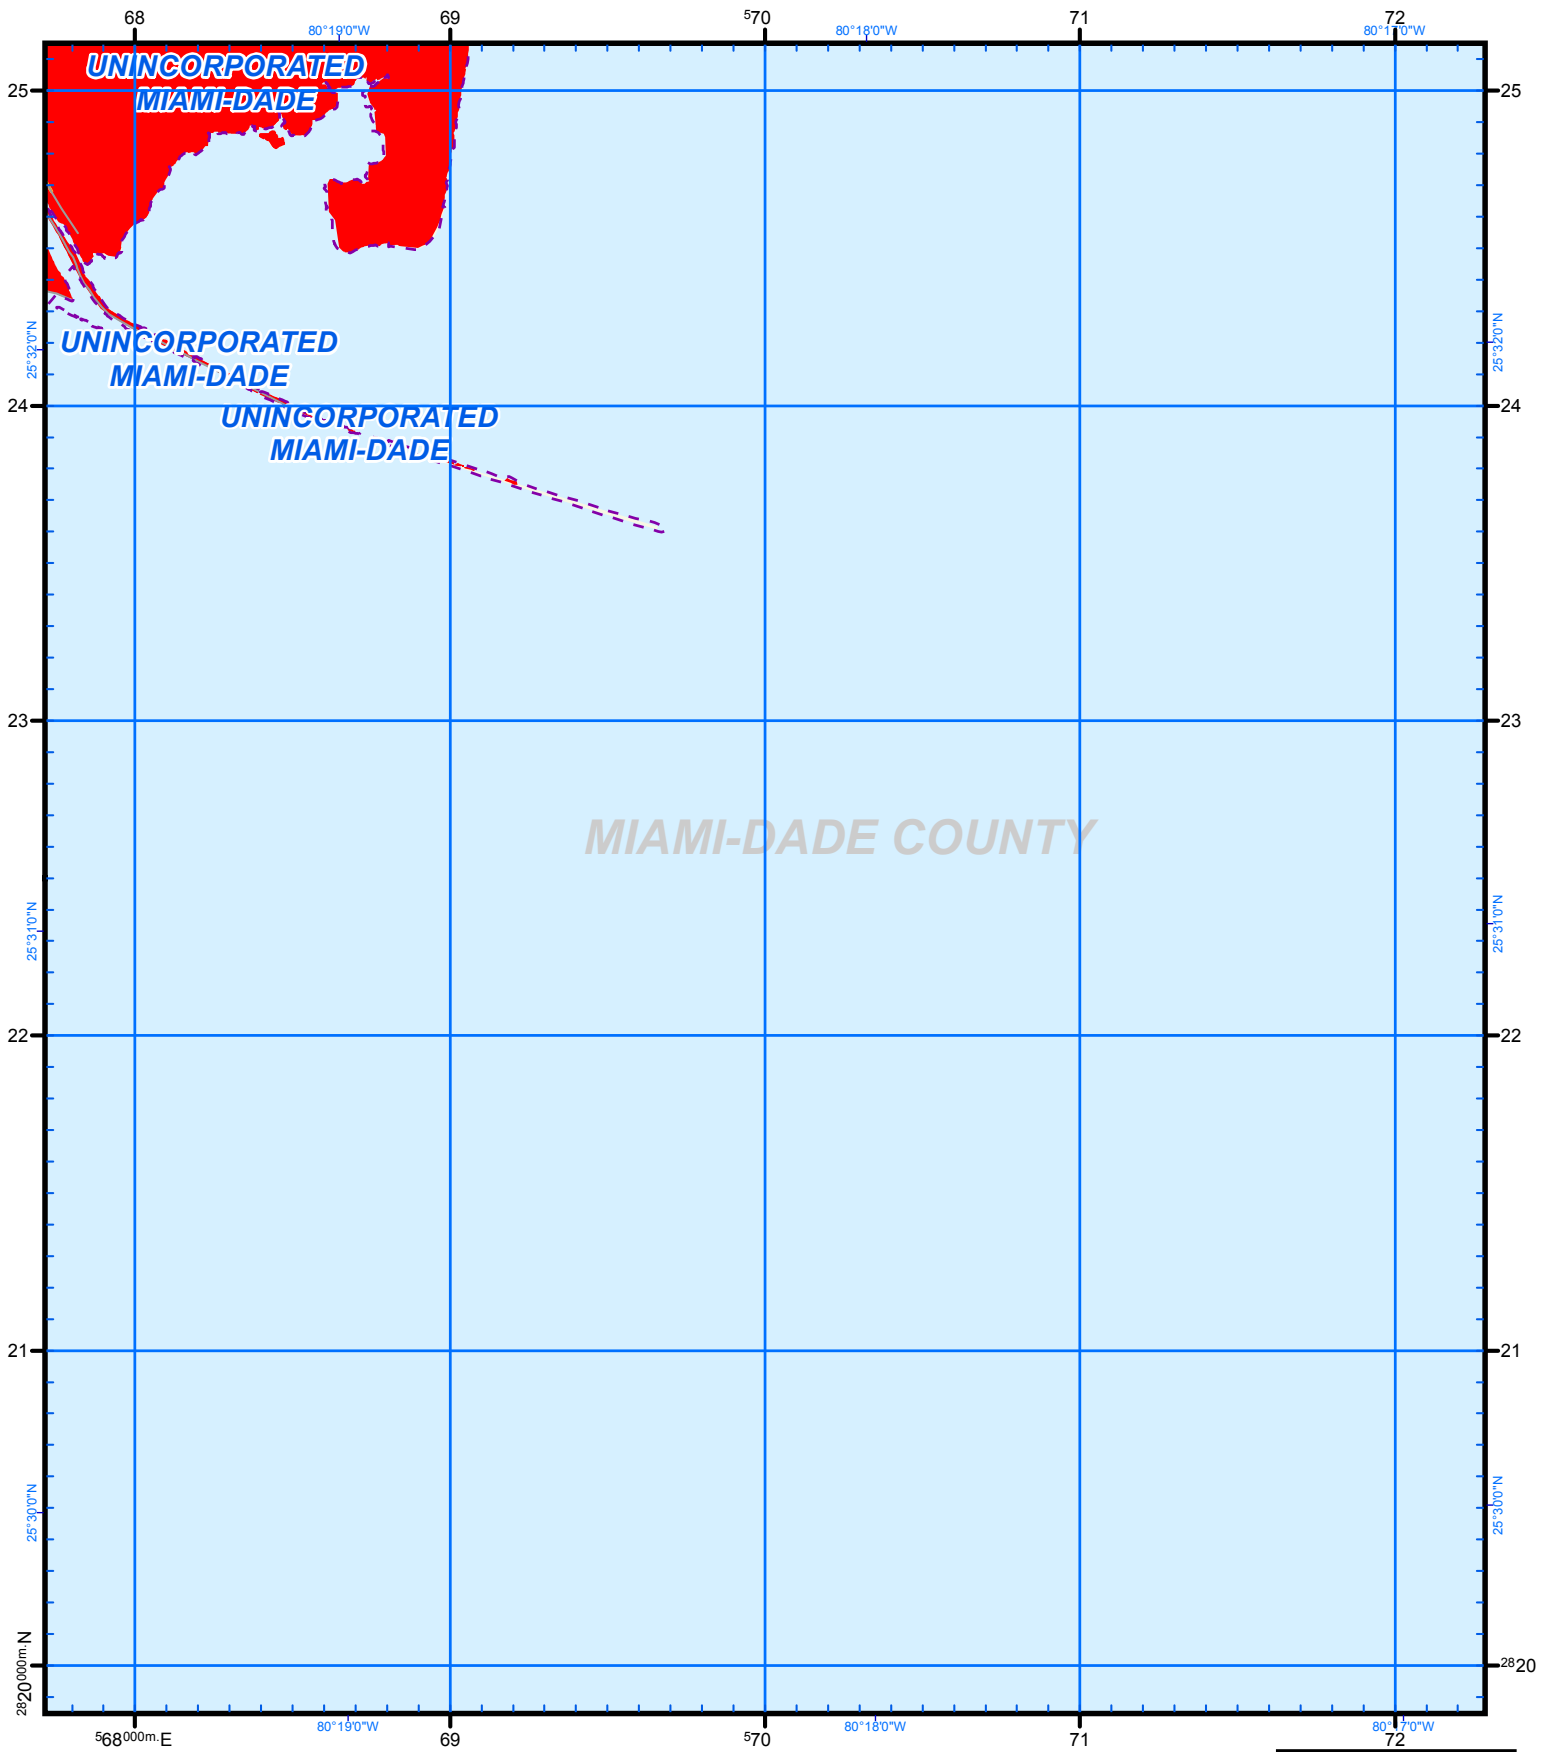 68 69 570 71 72
80°19'0"W 80°18'0"W 80°17'0"W
UNINCORPORATED
MIAMI-DADE
25 25
25°32'0"N 25°32'0"N
UNINCORPORATED
MIAMI-DADE
24 24
UNINCORPORATED
MIAMI-DADE
23 23
MIAMI-DADE COUNTY
25°31'0"N 25°31'0"N
22 22
21 21
25°30'0"N 25°30'0"N
2820000m.N 2820
80°19'0"W 80°18'0"W 80°17'0"W
568000m.E 69 570 71 72